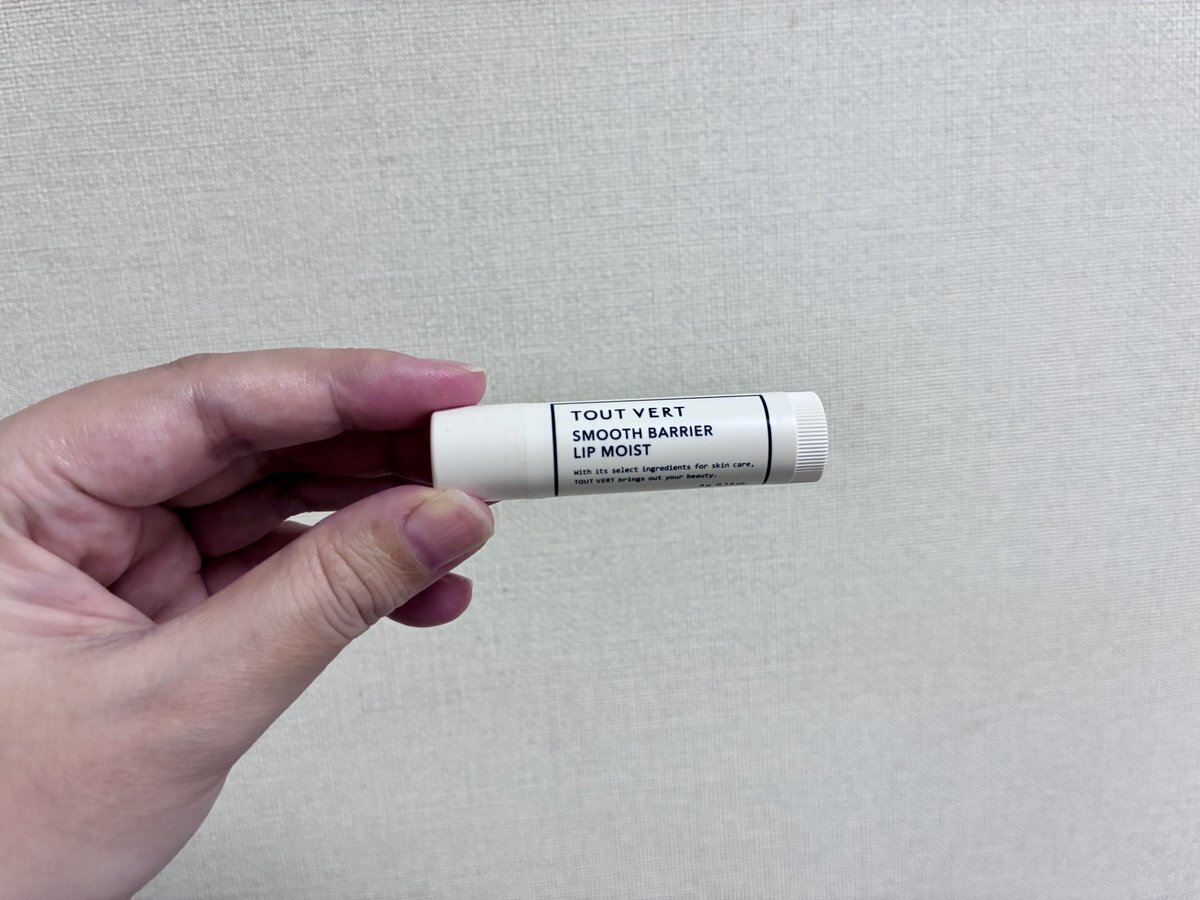 TOUT VERT
SMOOTH BARRIER
LIP MOIST
With its select ingredients for skin care,
TOUT VERT brings out your beauty.